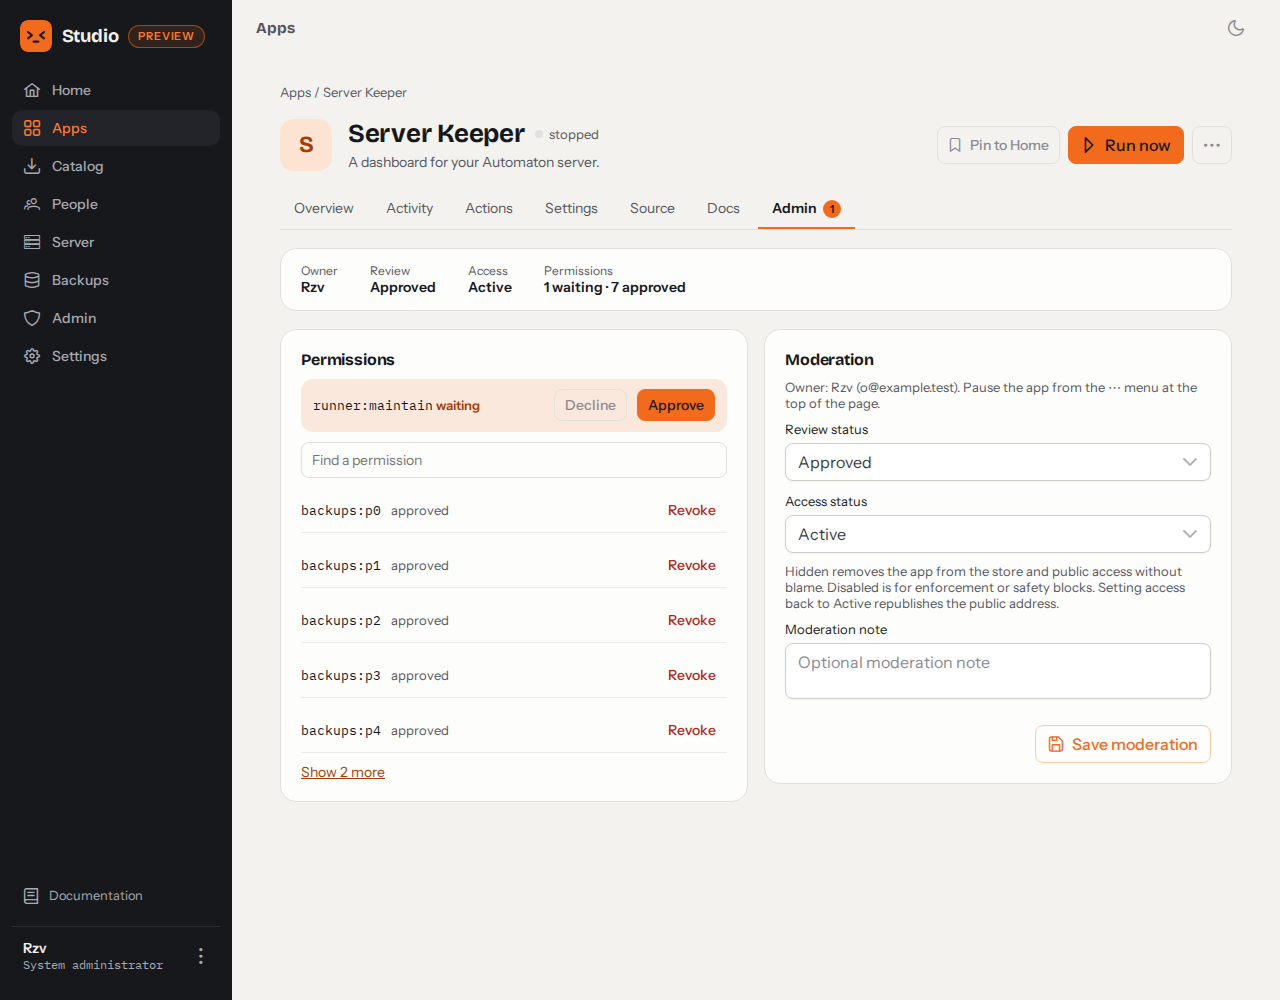 Studio PREVIEW
Home
Apps
Catalog
People
Server
Backups
Admin
Settings
Documentation
Rzv
System administrator
Apps
Apps / Server Keeper
S
Server Keeper stopped
A dashboard for your Automaton server.
Pin to Home
Run now
Overview Activity Actions Settings Source Docs Admin 1
Owner Review Access Permissions
Rzv Approved Active 1 waiting · 7 approved
Permissions
runner:maintain waiting Decline Approve
Find a permission
backups:p0 approved Revoke
backups:p1 approved Revoke
backups:p2 approved Revoke
backups:p3 approved Revoke
backups:p4 approved Revoke
Show 2 more
Moderation
Owner: Rzv (o@example.test). Pause the app from the ⋯ menu at the
top of the page.
Review status
Approved
Access status
Active
Hidden removes the app from the store and public access without
blame. Disabled is for enforcement or safety blocks. Setting access
back to Active republishes the public address.
Moderation note
Optional moderation note
Save moderation